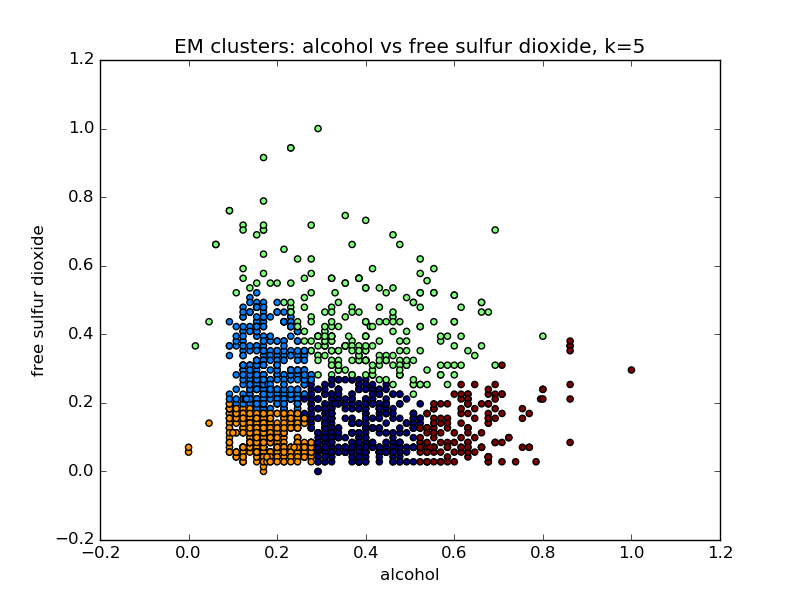 EM clusters: alcohol vs free sulfur dioxide, k=5
1.2
1.0
0.8
0.6
0.4
0.2
0.0
−0.2
free sulfur dioxide
−0.2 0.0 0.2 0.4 0.6 0.8 1.0 1.2
alcohol